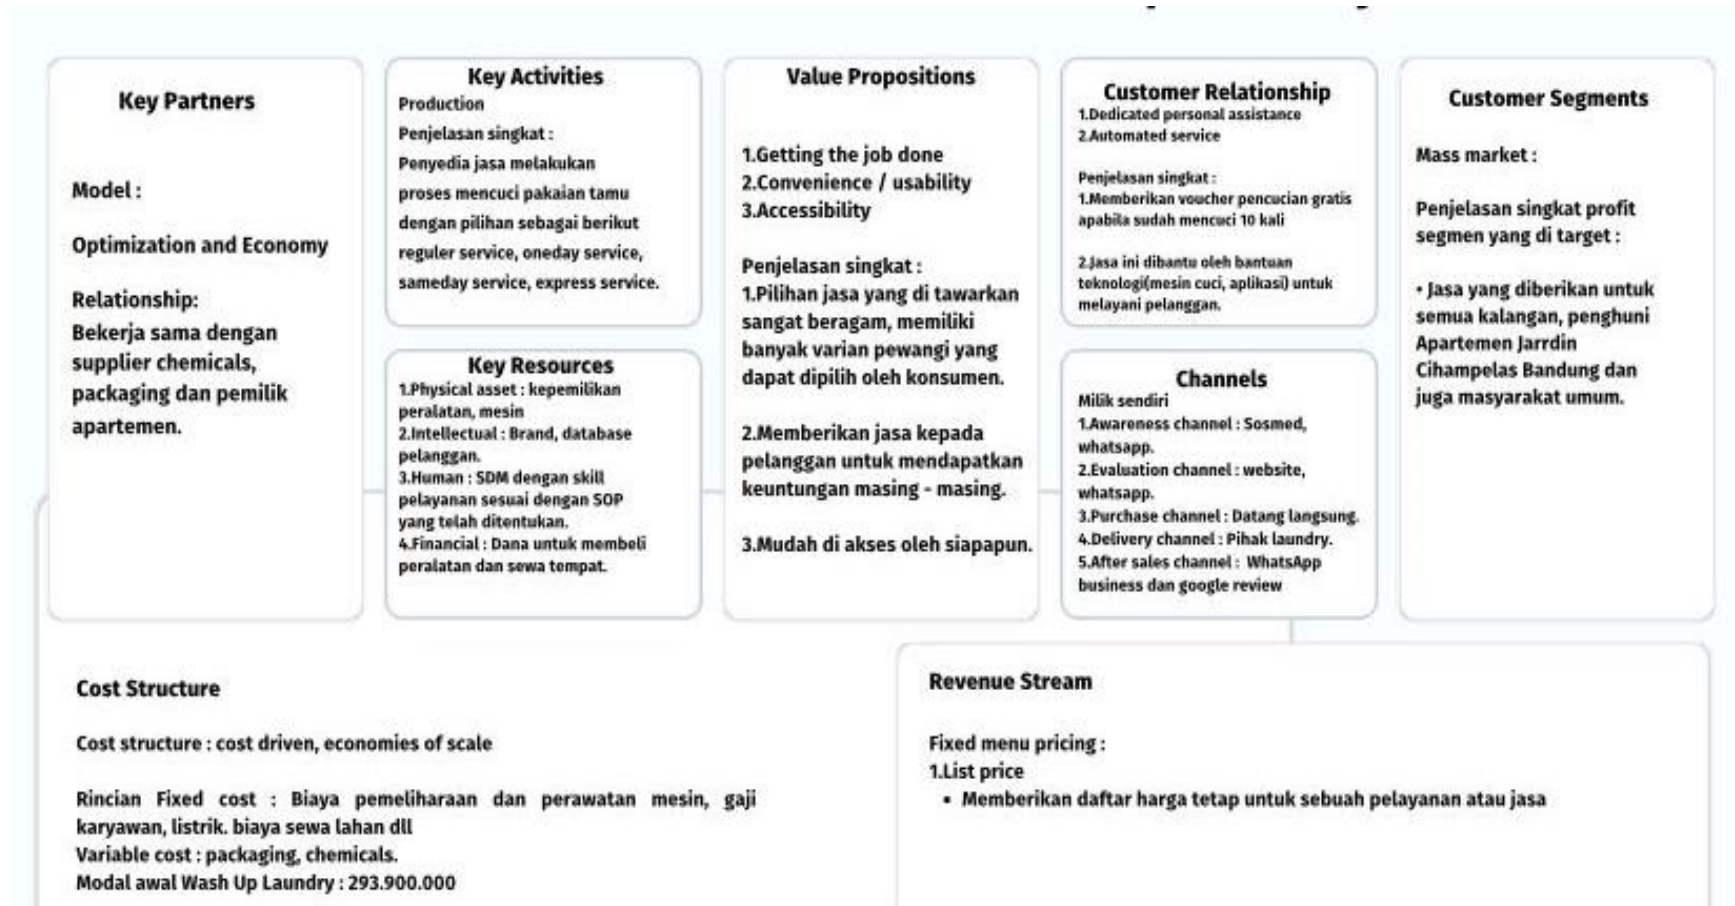 Key Partners
Model :
Optimization and Economy
Relationship:
Bekerja sama dengan
supplier chemicals,
packaging dan pemilik
apartemen.
Key Activities
Production
Penjelasan singkat :
Penyedia jasa melakukan
proses mencuci pakaian tamu
dengan pilihan sebagai berikut
reguler service, oneday service,
sameday service, express service.
Key Resources
1.Physical asset : kepemilikan
peralatan, mesin
2.Intellectual : Brand, database
pelanggan.
3.Human : SDM dengan skill
pelayanan sesuai dengan SOP
yang telah ditentukan.
4.Financial : Dana untuk membeli
peralatan dan sewa tempat.
Value Propositions
1.Getting the job done
2.Convenience / usability
3.Accessibility
Penjelasan singkat :
1.Pilihan jasa yang di tawarkan
sangat beragam, memiliki
banyak varian pewangi yang
dapat dipilih oleh konsumen.
2.Memberikan jasa kepada
pelanggan untuk mendapatkan
keuntungan masing - masing.
3.Mudah di akses oleh siapapun.
Customer Relationship
1.Dedicated personal assistance
2.Automated service
Penjelasan singkat :
1.Memberikan voucher pencucian gratis
apabila sudah mencuci 10 kali
2.Jasa ini dibantu oleh bantuan
teknologi(mesin cuci, aplikasi) untuk
melayani pelanggan.
Channels
Milik sendiri
1.Awareness channel : Sosmed,
whatsapp.
2.Evaluation channel : website,
whatsapp.
3.Purchase channel : Datang langsung.
4.Delivery channel : Pihak laundry.
5.After sales channel : WhatsApp
business dan google review
Customer Segments
Mass market :
Penjelasan singkat profit
segmen yang di target :
• Jasa yang diberikan untuk
semua kalangan, penghuni
Apartemen Jarrdin
Cihampelas Bandung dan
juga masyarakat umum.
Cost Structure
Cost structure : cost driven, economies of scale
Rincian Fixed cost : Biaya pemeliharaan dan perawatan mesin, gaji
karyawan, listrik. biaya sewa lahan dll
Variable cost : packaging, chemicals.
Modal awal Wash Up Laundry : 293.900.000
Revenue Stream
Fixed menu pricing :
1.List price
• Memberikan daftar harga tetap untuk sebuah pelayanan atau jasa